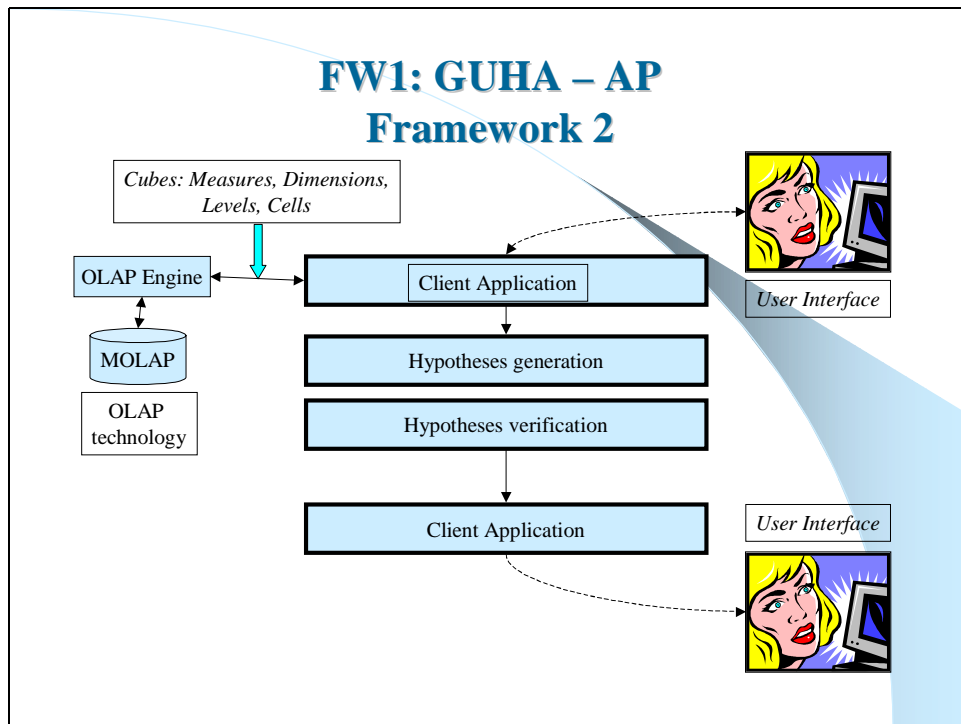 FW1: GUHA – AP
Framework 2
Cubes: Measures, Dimensions,
Levels, Cells
OLAP Engine
Client Application
User Interface
MOLAP
Hypotheses generation
OLAP
technology
Hypotheses verification
Client Application
User Interface